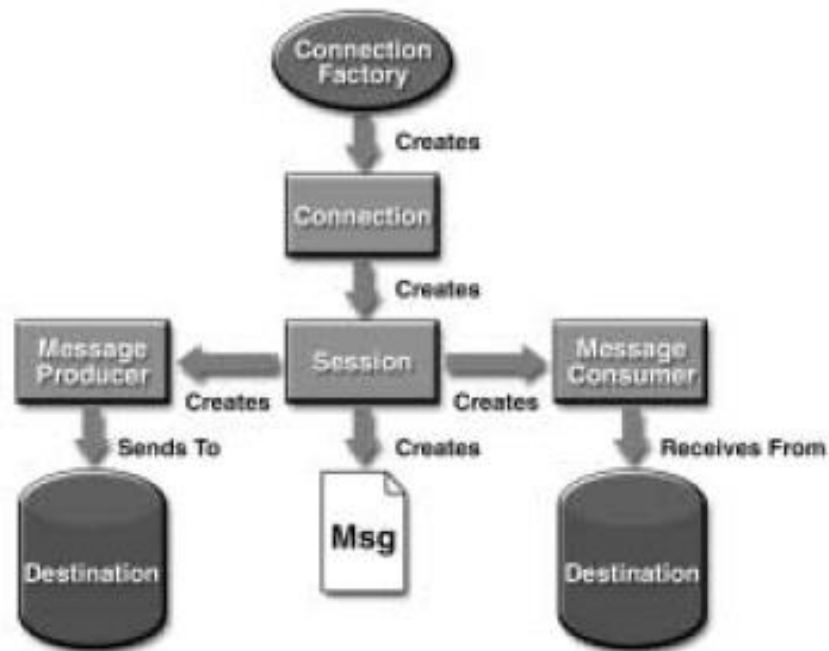 Connection
Factory
Creates
Connection
Creates
Message
Producer
Session
Message
Consumer
Creates
Creates
Sends To
Creates
Receives From
Msg
Destination
Destination